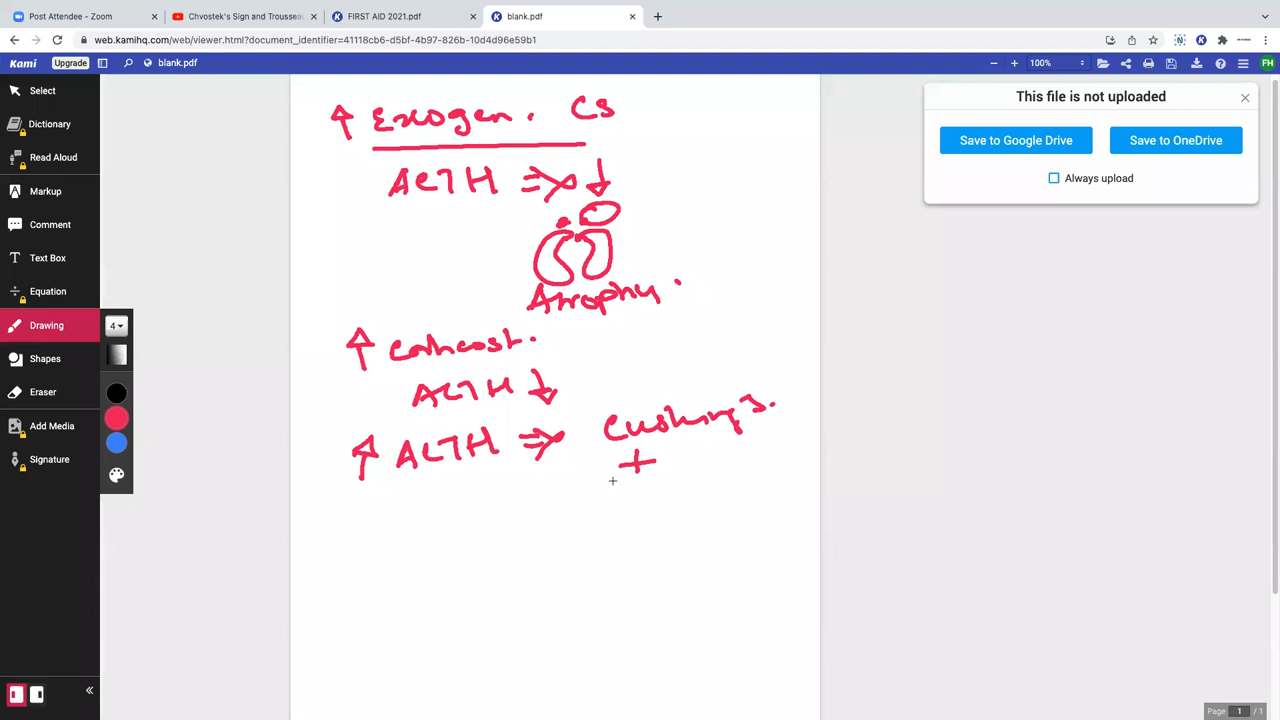 Post Attendee - Zoom
Chvostek's Sign and Trousseau
FIRST AID 2021.pdf
blank.pdf
web.kamihq.com/web/viewer.html?document_identifier=41118cb6-d5bf-4b97-826b-10d4d96e59b1
Kami Upgrade blank.pdf 100% FH
Select
Dictionary
Read Aloud
Markup
Comment
Text Box
Equation
Drawing
Shapes
Eraser
Add Media
Signature
4
This file is not uploaded
Save to Google Drive Save to OneDrive
Always upload
↑ Exogen. CS
ACTH ⇒ ↓
Atrophy.
↑
ACTH ↓
↑ ACTH ⇒ Cushing's.
+
Page 1 / 1